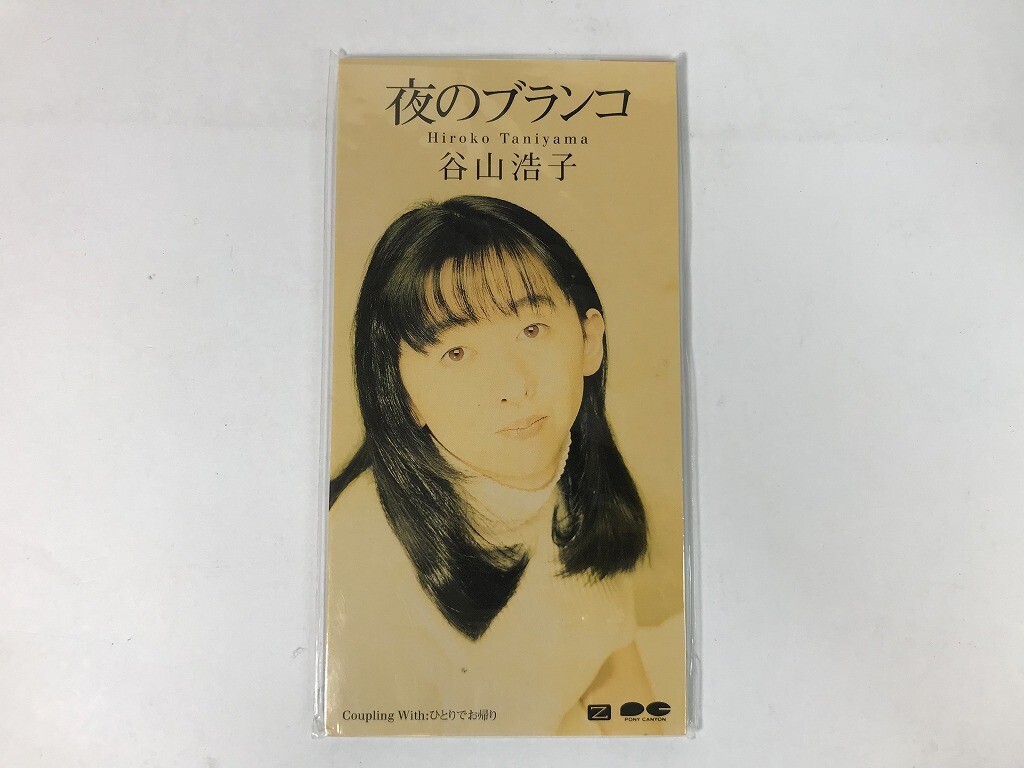 夜のブランコ
Hiroko Taniyama
谷山浩子
Coupling With:ひとりでお帰り
Z
PONY CANYON